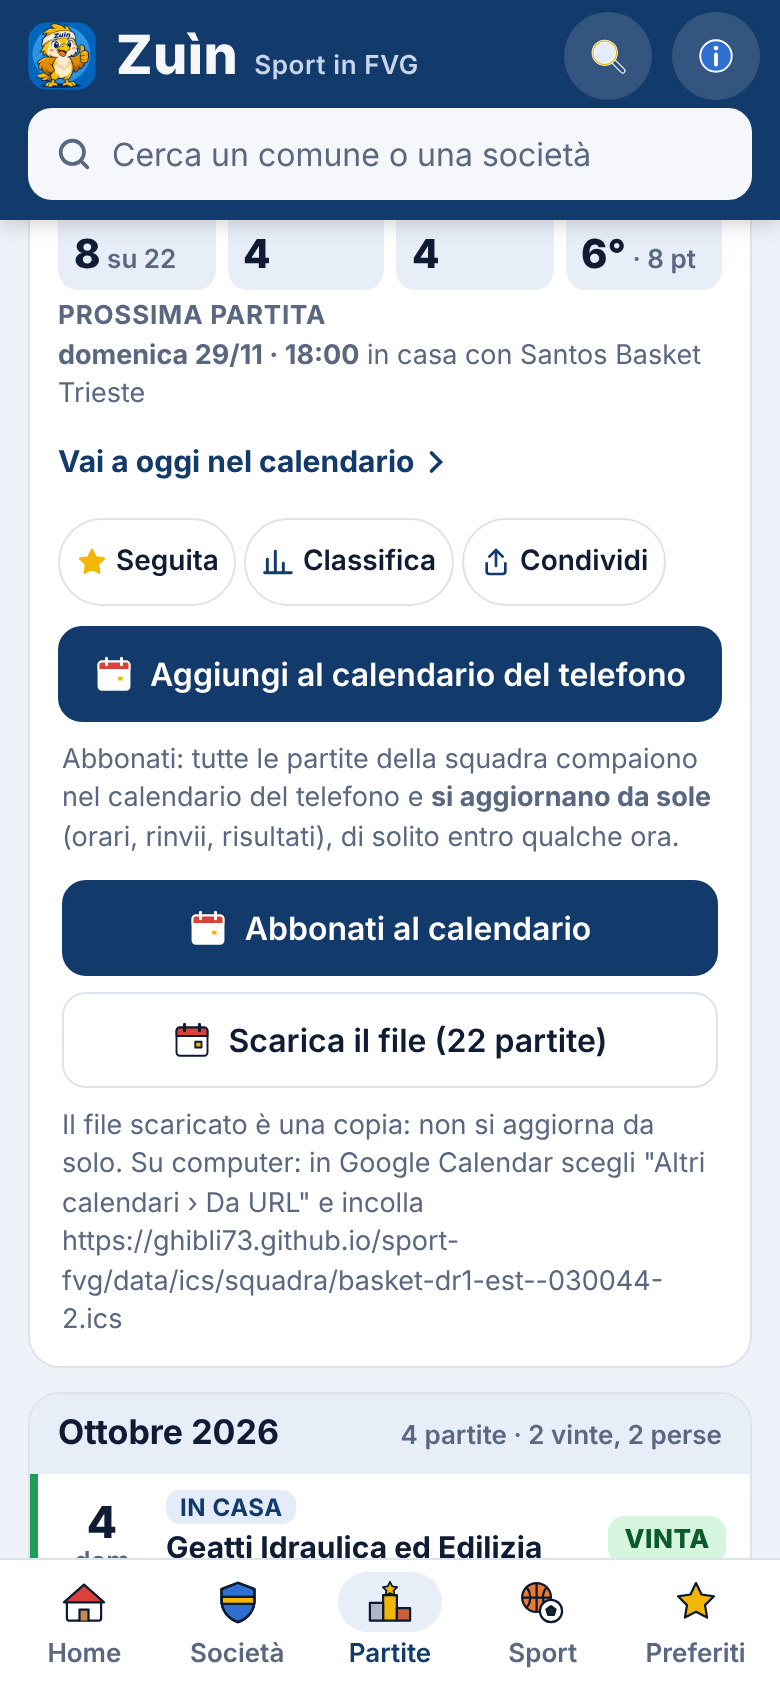 Zuìn Sport in FVG
Cerca un comune o una società
8 su 22 4 4 6° · 8 pt
PROSSIMA PARTITA
domenica 29/11 · 18:00 in casa con Santos Basket
Trieste
Vai a oggi nel calendario
Seguita Classifica Condividi
Aggiungi al calendario del telefono
Abbonati: tutte le partite della squadra compaiono
nel calendario del telefono e si aggiornano da sole
(orari, rinvii, risultati), di solito entro qualche ora.
Abbonati al calendario
Scarica il file (22 partite)
Il file scaricato è una copia: non si aggiorna da
solo. Su computer: in Google Calendar scegli "Altri
calendari › Da URL" e incolla
https://ghibli73.github.io/sport-
fvg/data/ics/squadra/basket-dr1-est--030044-
2.ics
Ottobre 2026 4 partite · 2 vinte, 2 perse
IN CASA
4 Geatti Idraulica ed Edilizia VINTA
dom
Home Società Partite Sport Preferiti